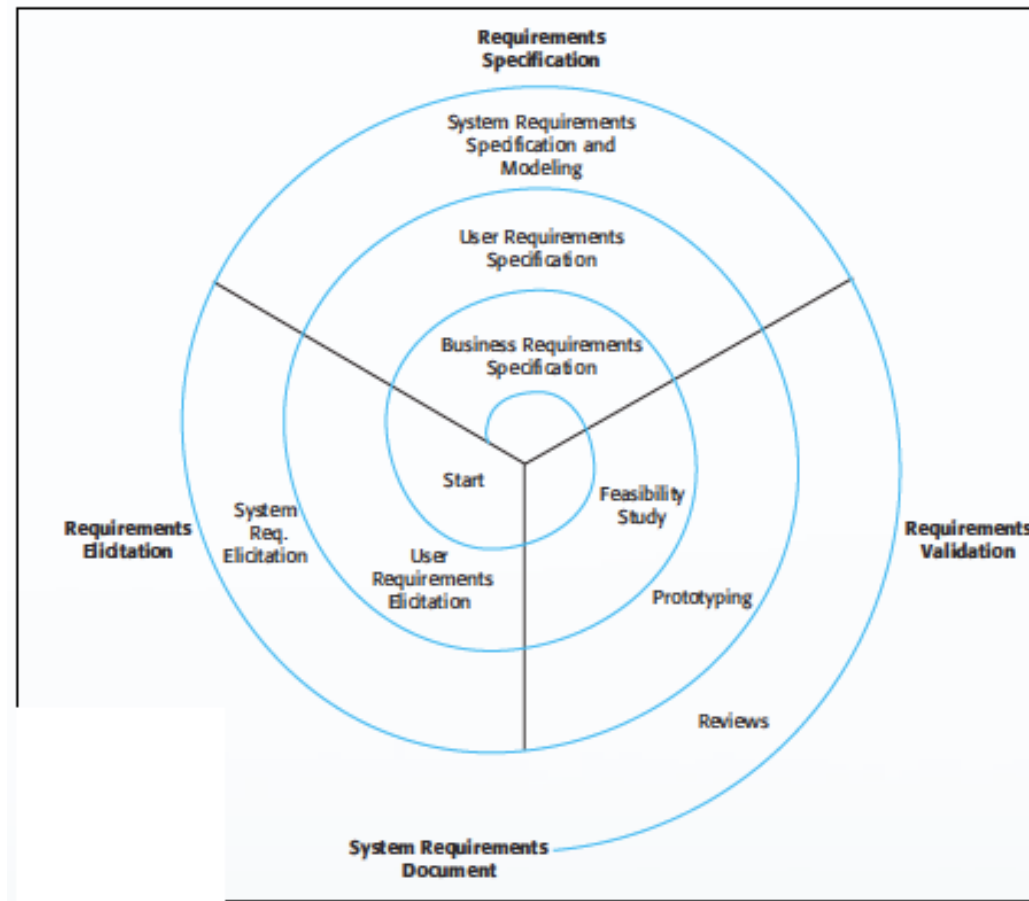 Requirements
Specification
System Requirements
Specification and
Modeling
User Requirements
Specification
Business Requirements
Specification
Start
Feasibility
Study
System
Req.
Elicitation
Requirements
Elicitation
Requirements
Validation
User
Requirements
Elicitation
Prototyping
Reviews
System Requirements
Document